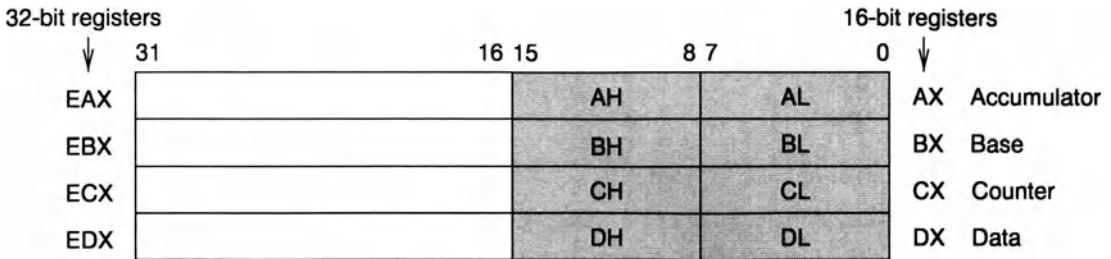 32-bit registers 16-bit registers
31 16 15 8 7 0
EAX AH AL AX Accumulator
EBX BH BL BX Base
ECX CH CL CX Counter
EDX DH DL DX Data